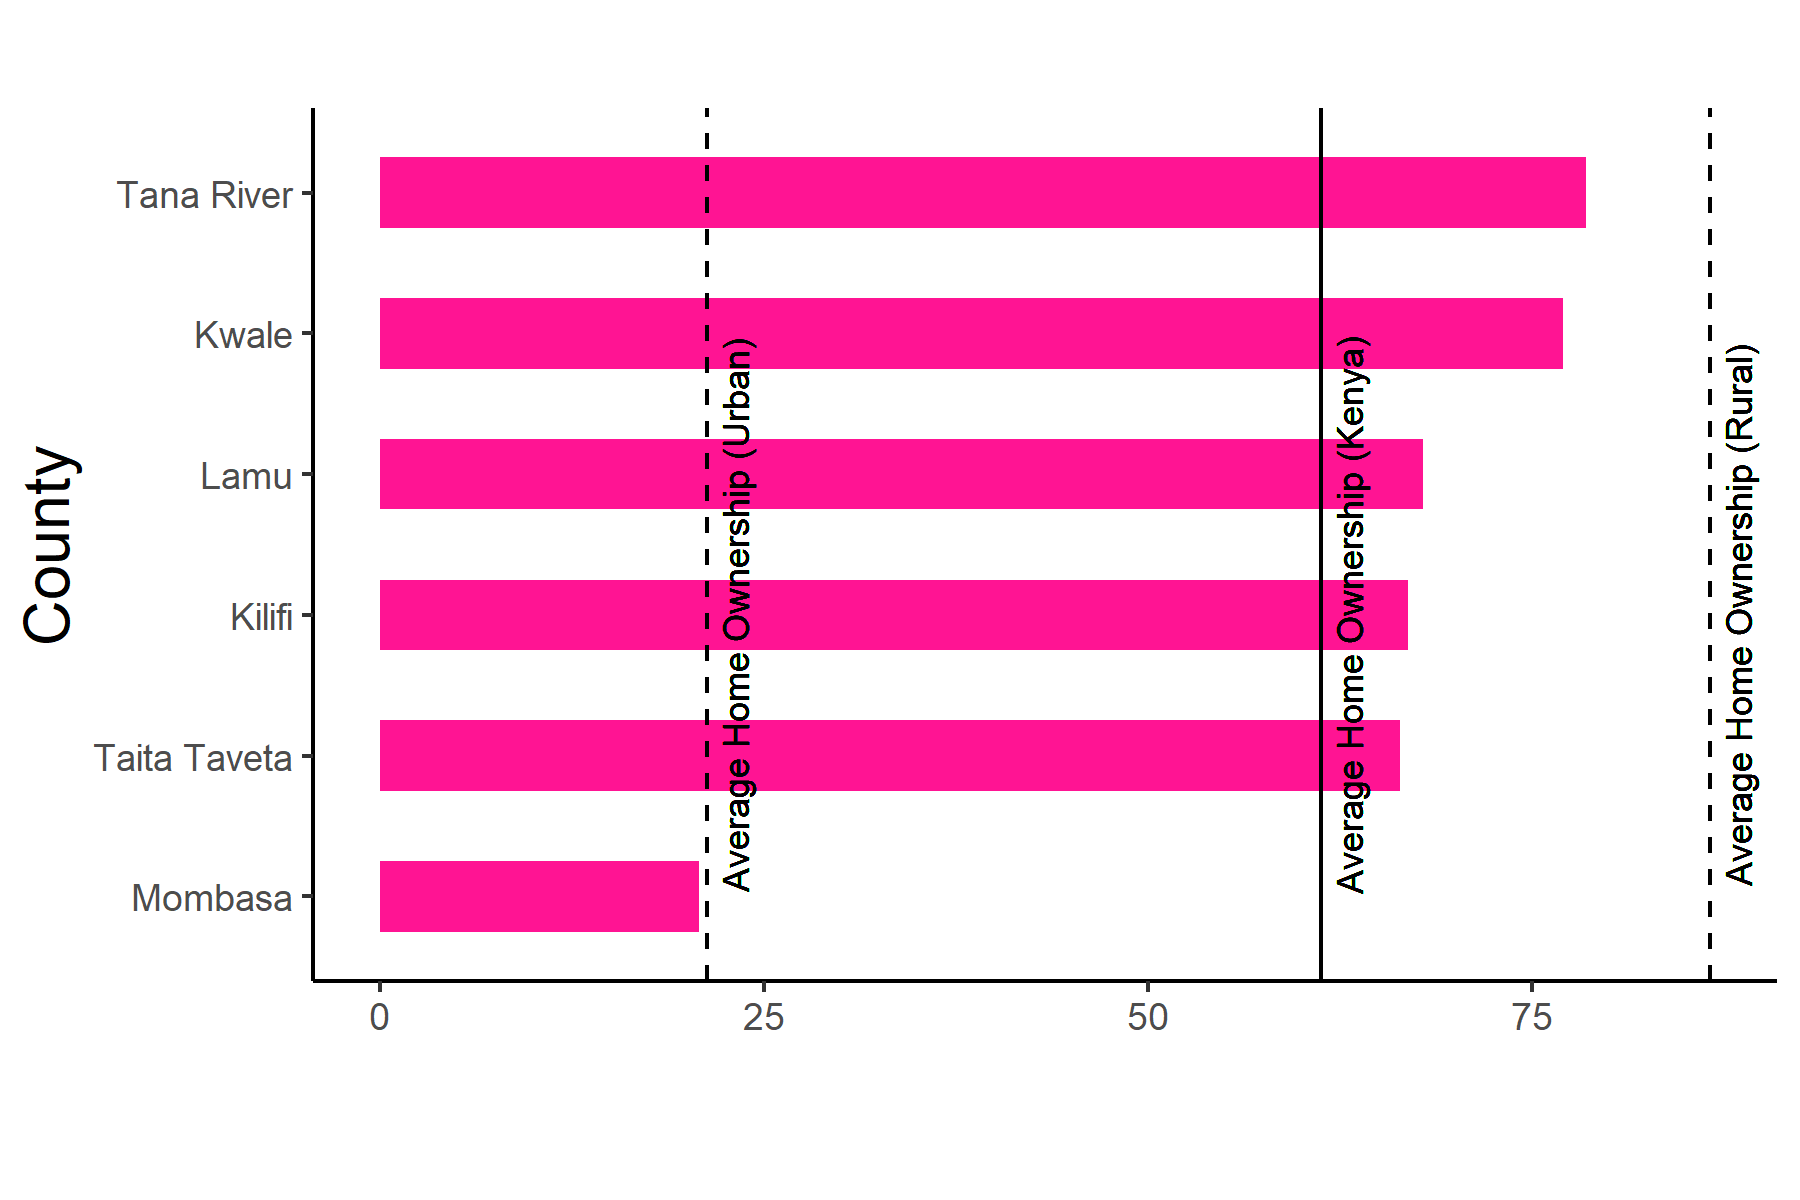 County
Tana River
Kwale
Lamu
Kilifi
Taita Taveta
Mombasa
Average Home Ownership (Urban)
Average Home Ownership (Kenya)
Average Home Ownership (Rural)
0
25
50
75